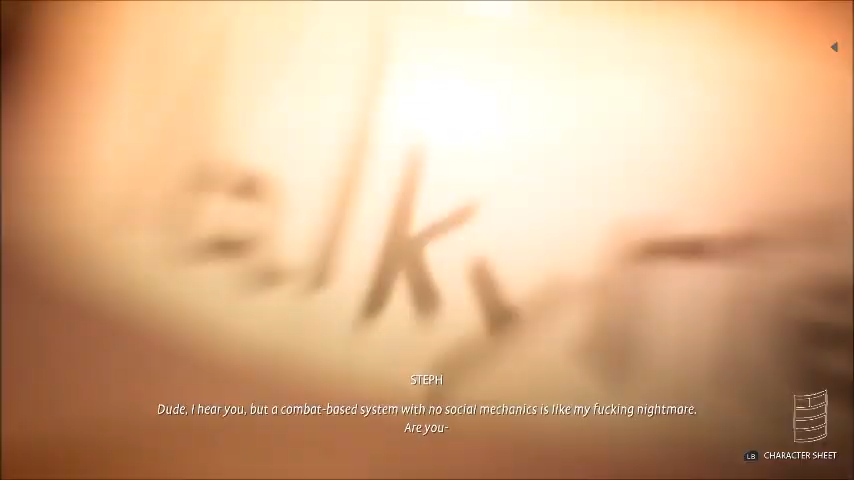 alk,
STEPH
Dude, I hear you, but a combat-based system with no social mechanics is like my fucking nightmare.
Are you-
LB CHARACTER SHEET